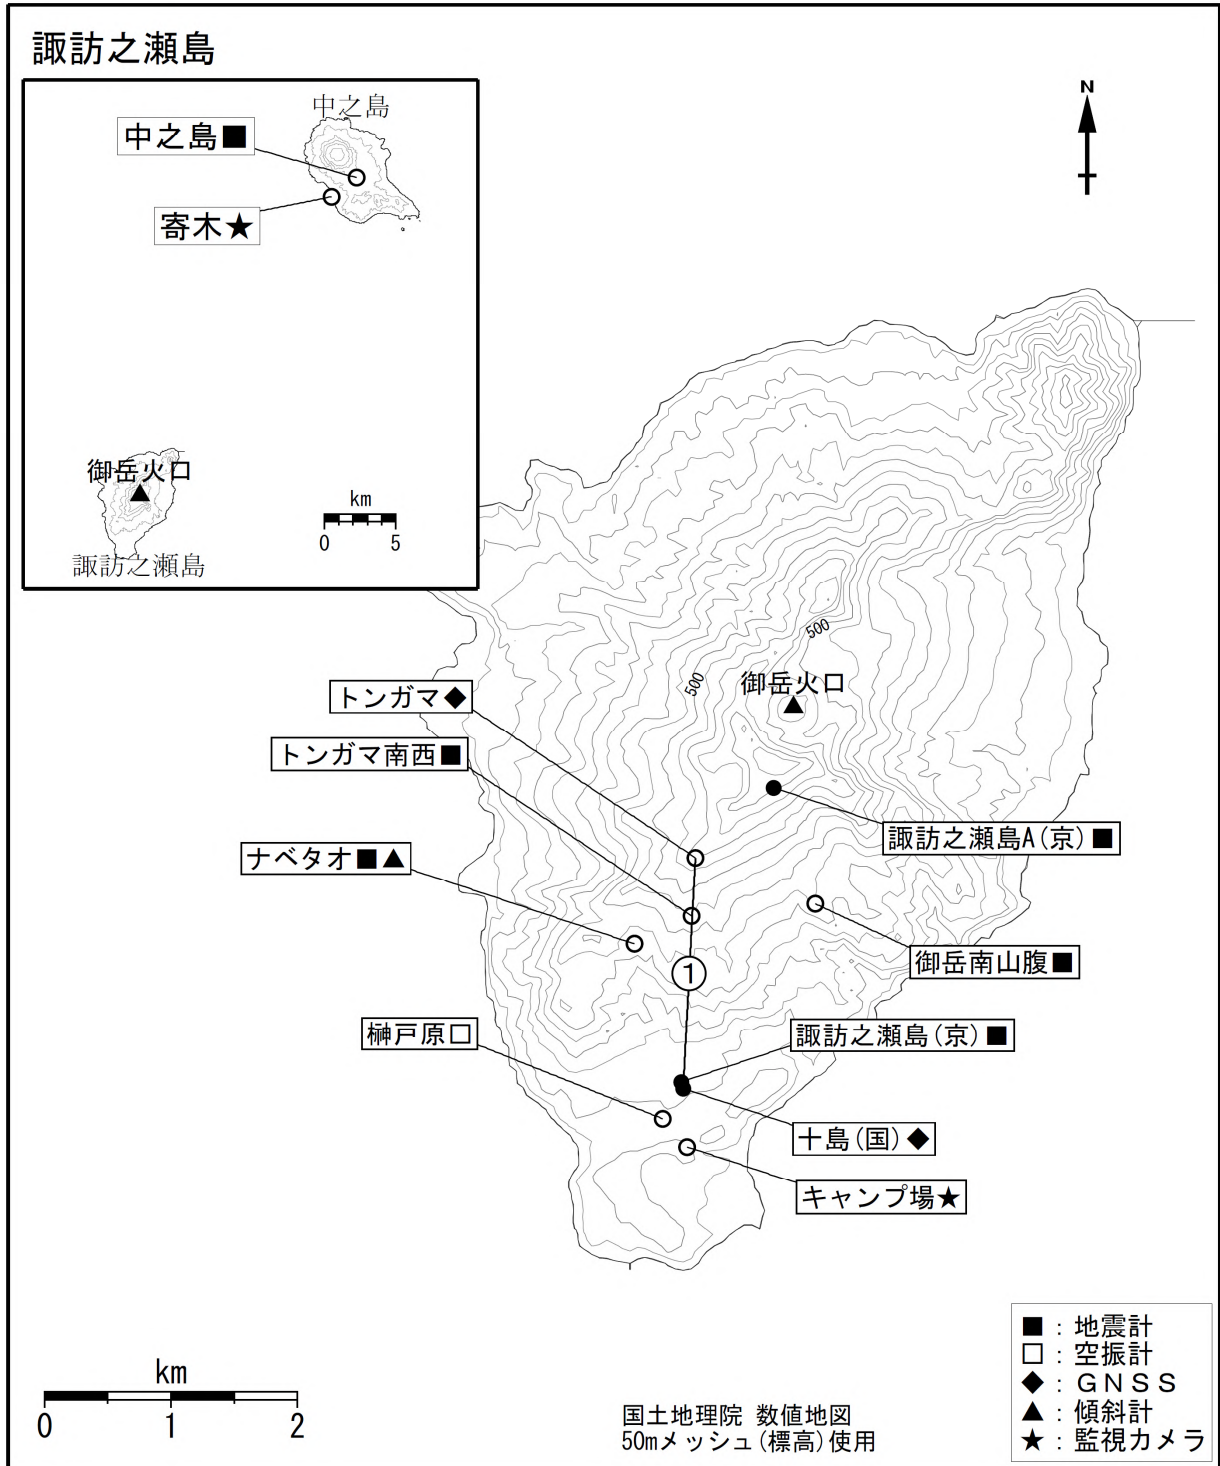 諏訪之瀬島
中之島
中之島■
寄木★
御岳火口
諏訪之瀬島
km
0 5
N
500
500
御岳火口
トンガマ◆
トンガマ南西■
ナベタオ■▲
榊戸原□
諏訪之瀬島A(京)■
御岳南山腹■
①
諏訪之瀬島(京)■
十島(国)◆
キャンプ場★
km
0 1 2
国土地理院 数値地図
50mメッシュ(標高)使用
■:地震計
□:空振計
◆:GNSS
▲:傾斜計
★:監視カメラ